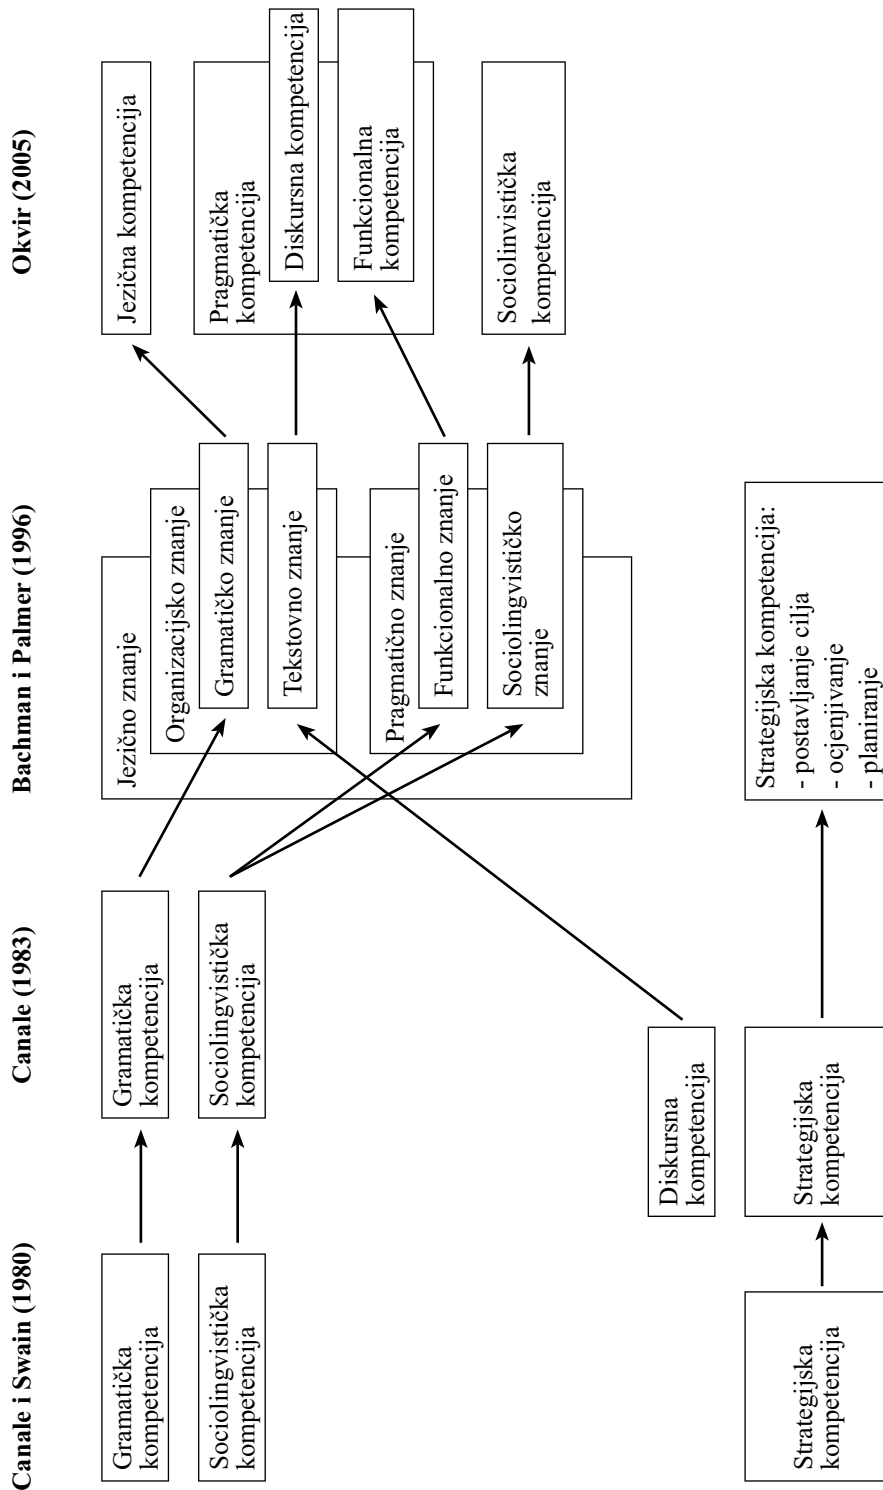 Canale i Swain (1980)
Gramatička
kompetencija
Sociolingvistička
kompetencija
Strategijska
kompetencija
Canale (1983)
Gramatička
kompetencija
Sociolingvistička
kompetencija
Diskursna
kompetencija
Strategijska
kompetencija
Bachman i Palmer (1996)
Jezično znanje
Organizacijsko znanje
Gramatičko znanje
Tekstovno znanje
Pragmatično znanje
Funkcionalno znanje
Sociolingvističko
znanje
Strategijska kompetencija:
- postavljanje cilja
- ocjenjivanje
- planiranje
Okvir (2005)
Jezična kompetencija
Pragmatička
kompetencija
Diskursna kompetencija
Funkcionalna
kompetencija
Sociolinvistička
kompetencija